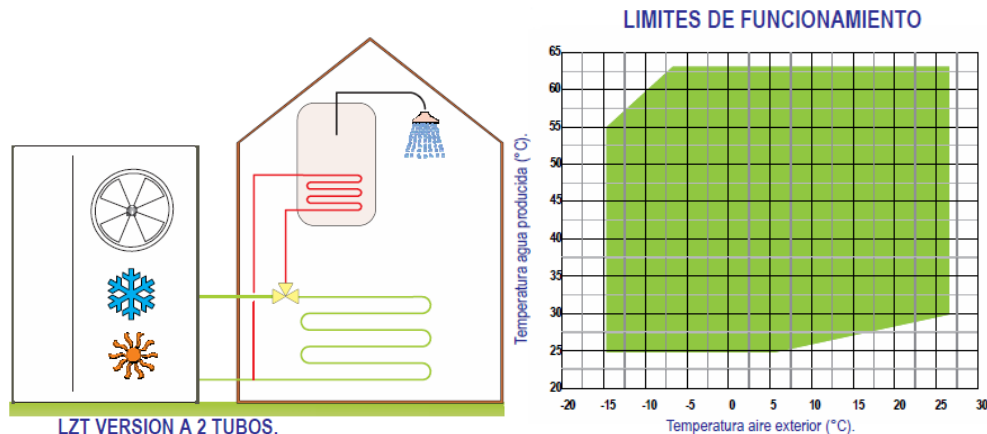 LIMITES DE FUNCIONAMIENTO
65
60
55
50
45
40
35
30
25
20
Temperatura agua producida (°C).
-20 -15 -10 -5 0 5 10 15 20 25 30
Temperatura aire exterior (°C).
LZT VERSION A 2 TUBOS.